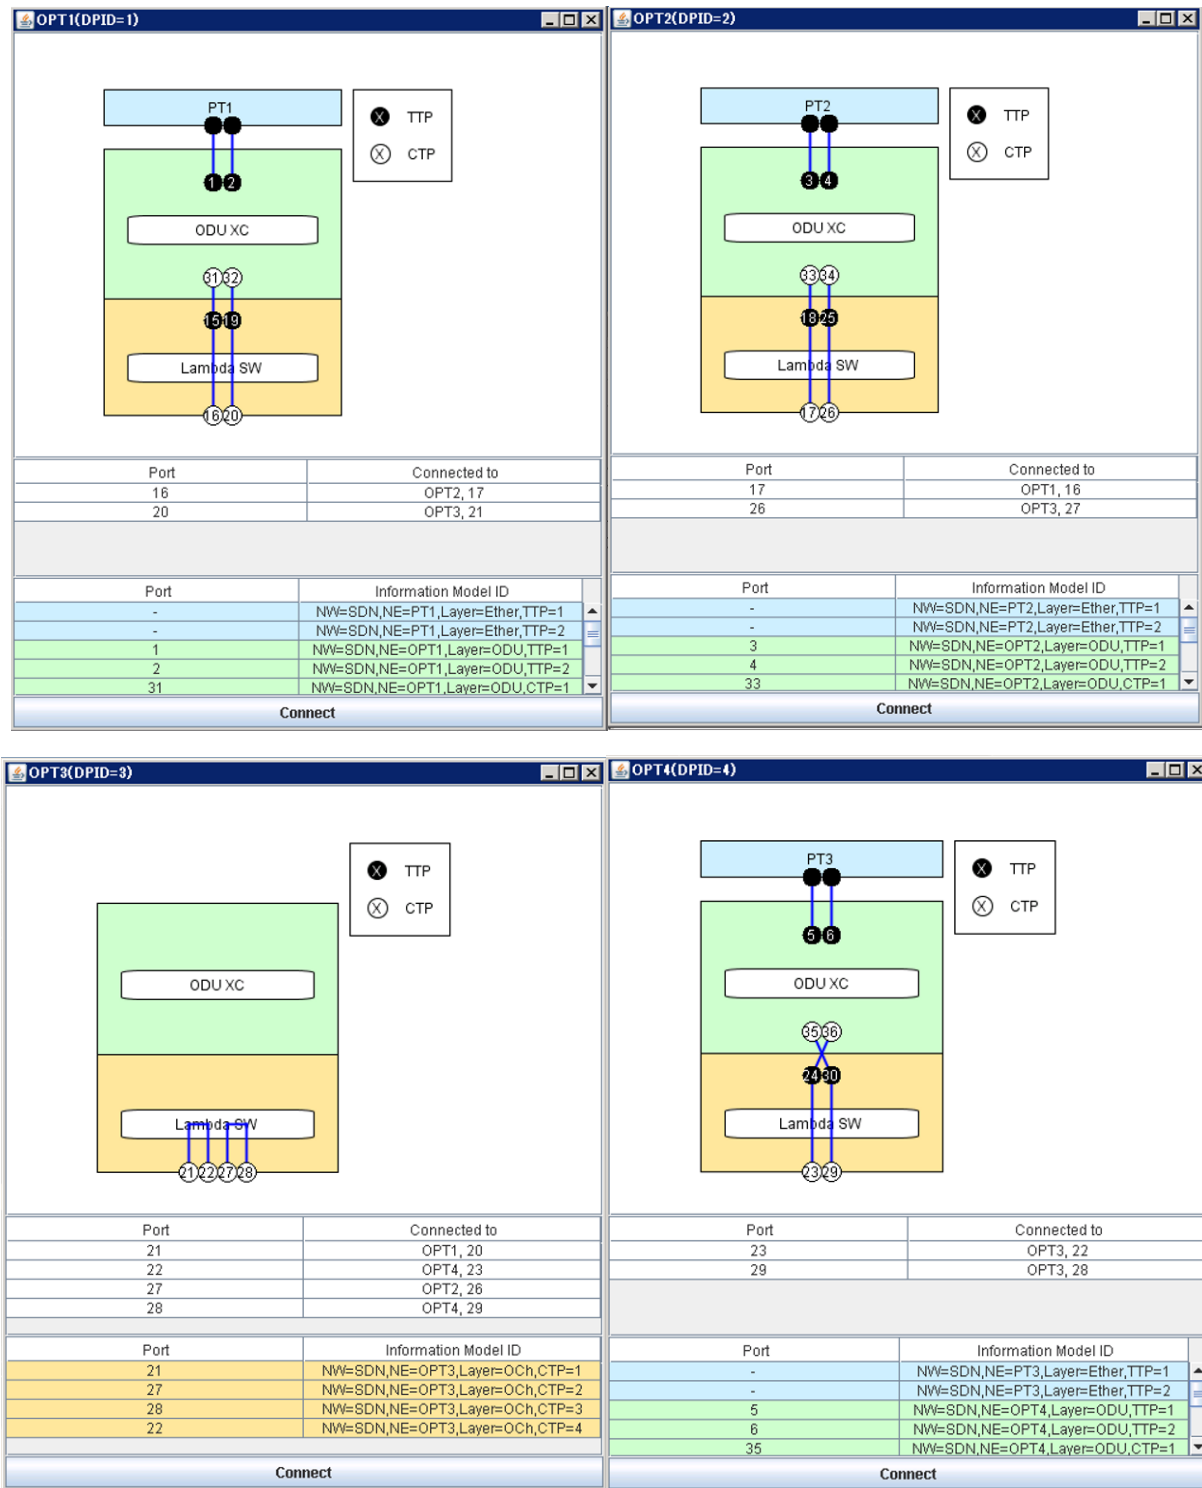 OPT1(DPID=1)
PT1
X TTP
X CTP
1 2
ODU XC
31 32
15 19
Lambda SW
16 20
Port Connected to
16 OPT2, 17
20 OPT3, 21
Port Information Model ID
- NW=SDN,NE=PT1,Layer=Ether,TTP=1
- NW=SDN,NE=PT1,Layer=Ether,TTP=2
1 NW=SDN,NE=OPT1,Layer=ODU,TTP=1
2 NW=SDN,NE=OPT1,Layer=ODU,TTP=2
31 NW=SDN,NE=OPT1,Layer=ODU,CTP=1
Connect
OPT2(DPID=2)
PT2
X TTP
X CTP
3 4
ODU XC
33 34
18 25
Lambda SW
17 26
Port Connected to
17 OPT1, 16
26 OPT3, 27
Port Information Model ID
- NW=SDN,NE=PT2,Layer=Ether,TTP=1
- NW=SDN,NE=PT2,Layer=Ether,TTP=2
3 NW=SDN,NE=OPT2,Layer=ODU,TTP=1
4 NW=SDN,NE=OPT2,Layer=ODU,TTP=2
33 NW=SDN,NE=OPT2,Layer=ODU,CTP=1
Connect
OPT3(DPID=3)
X TTP
X CTP
ODU XC
Lambda SW
21 22 27 28
Port Connected to
21 OPT1, 20
22 OPT4, 23
27 OPT2, 26
28 OPT4, 29
Port Information Model ID
21 NW=SDN,NE=OPT3,Layer=OCh,CTP=1
27 NW=SDN,NE=OPT3,Layer=OCh,CTP=2
28 NW=SDN,NE=OPT3,Layer=OCh,CTP=3
22 NW=SDN,NE=OPT3,Layer=OCh,CTP=4
Connect
OPT4(DPID=4)
PT3
X TTP
X CTP
5 6
ODU XC
35 36
24 30
Lambda SW
23 29
Port Connected to
23 OPT3, 22
29 OPT3, 28
Port Information Model ID
- NW=SDN,NE=PT3,Layer=Ether,TTP=1
- NW=SDN,NE=PT3,Layer=Ether,TTP=2
5 NW=SDN,NE=OPT4,Layer=ODU,TTP=1
6 NW=SDN,NE=OPT4,Layer=ODU,TTP=2
35 NW=SDN,NE=OPT4,Layer=ODU,CTP=1
Connect